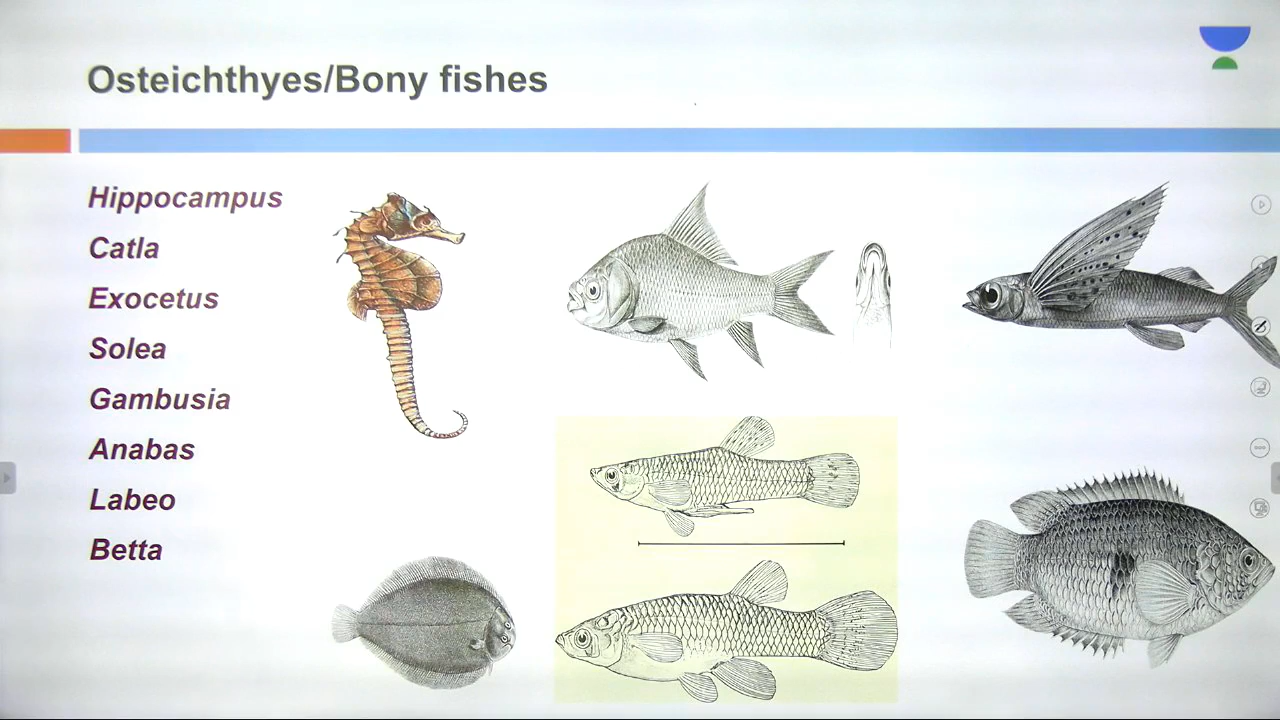 Osteichthyes/Bony fishes
Hippocampus
Catla
Exocetus
Solea
Gambusia
Anabas
Labeo
Betta